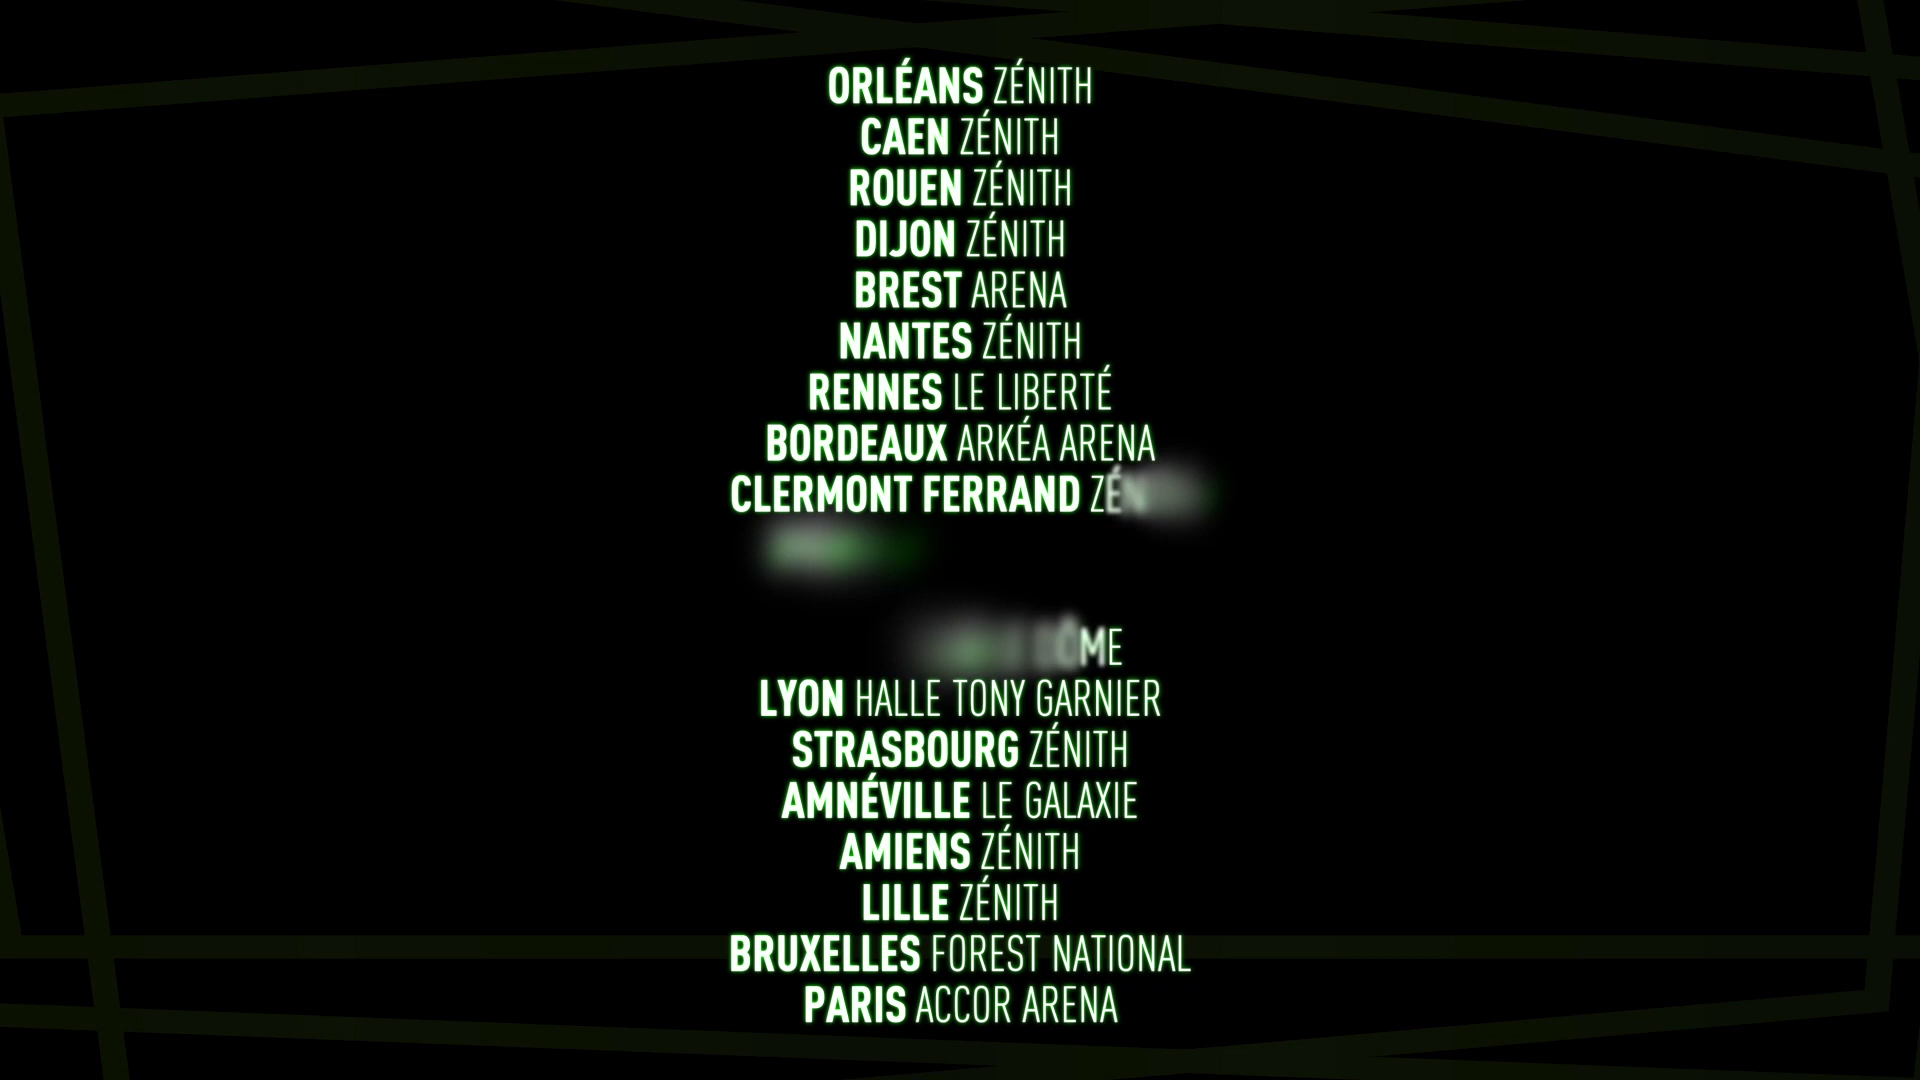 ORLÉANS ZÉNITH
CAEN ZÉNITH
ROUEN ZÉNITH
DIJON ZÉNITH
BREST ARENA
NANTES ZÉNITH
RENNES LE LIBERTÉ
BORDEAUX ARKÉA ARENA
CLERMONT FERRAND
DÔME
LYON HALLE TONY GARNIER
STRASBOURG ZÉNITH
AMNÉVILLE LE GALAXIE
AMIENS ZÉNITH
LILLE ZÉNITH
BRUXELLES FOREST NATIONAL
PARIS ACCOR ARENA